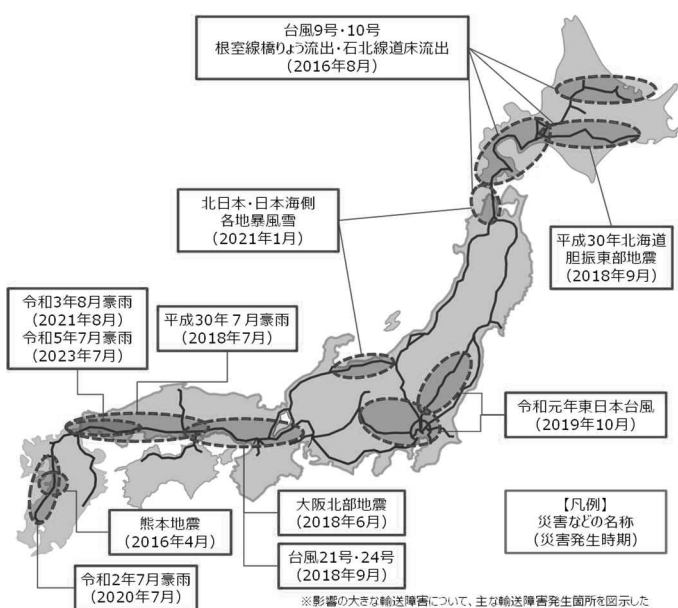 台風9号・10号
根室線橋りょう流出・石北線道床流出
（2016年8月）
北日本・日本海側
各地暴風雪
（2021年1月）
平成30年北海道
胆振東部地震
（2018年9月）
令和3年8月豪雨
（2021年8月）
令和5年7月豪雨
（2023年7月）
平成30年７月豪雨
（2018年7月）
令和元年東日本台風
（2019年10月）
大阪北部地震
（2018年6月）
熊本地震
（2016年4月）
台風21号・24号
（2018年9月）
令和2年7月豪雨
（2020年7月）
【凡例】
災害などの名称
（災害発生時期）
※影響の大きな輸送障害について、主な輸送障害発生箇所を図示した